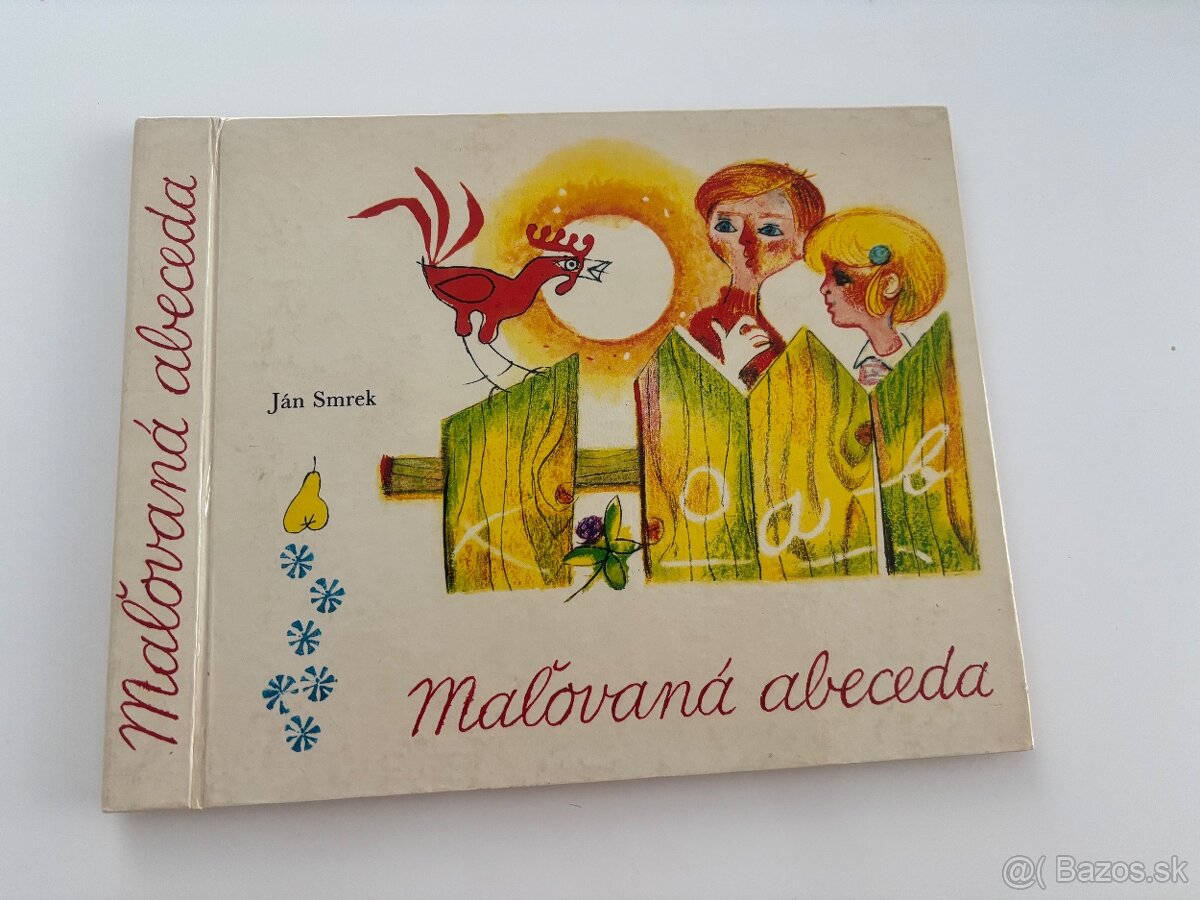 Maľovaná abeceda
Ján Smrek
Maľovaná abeceda
@( Bazos.sk